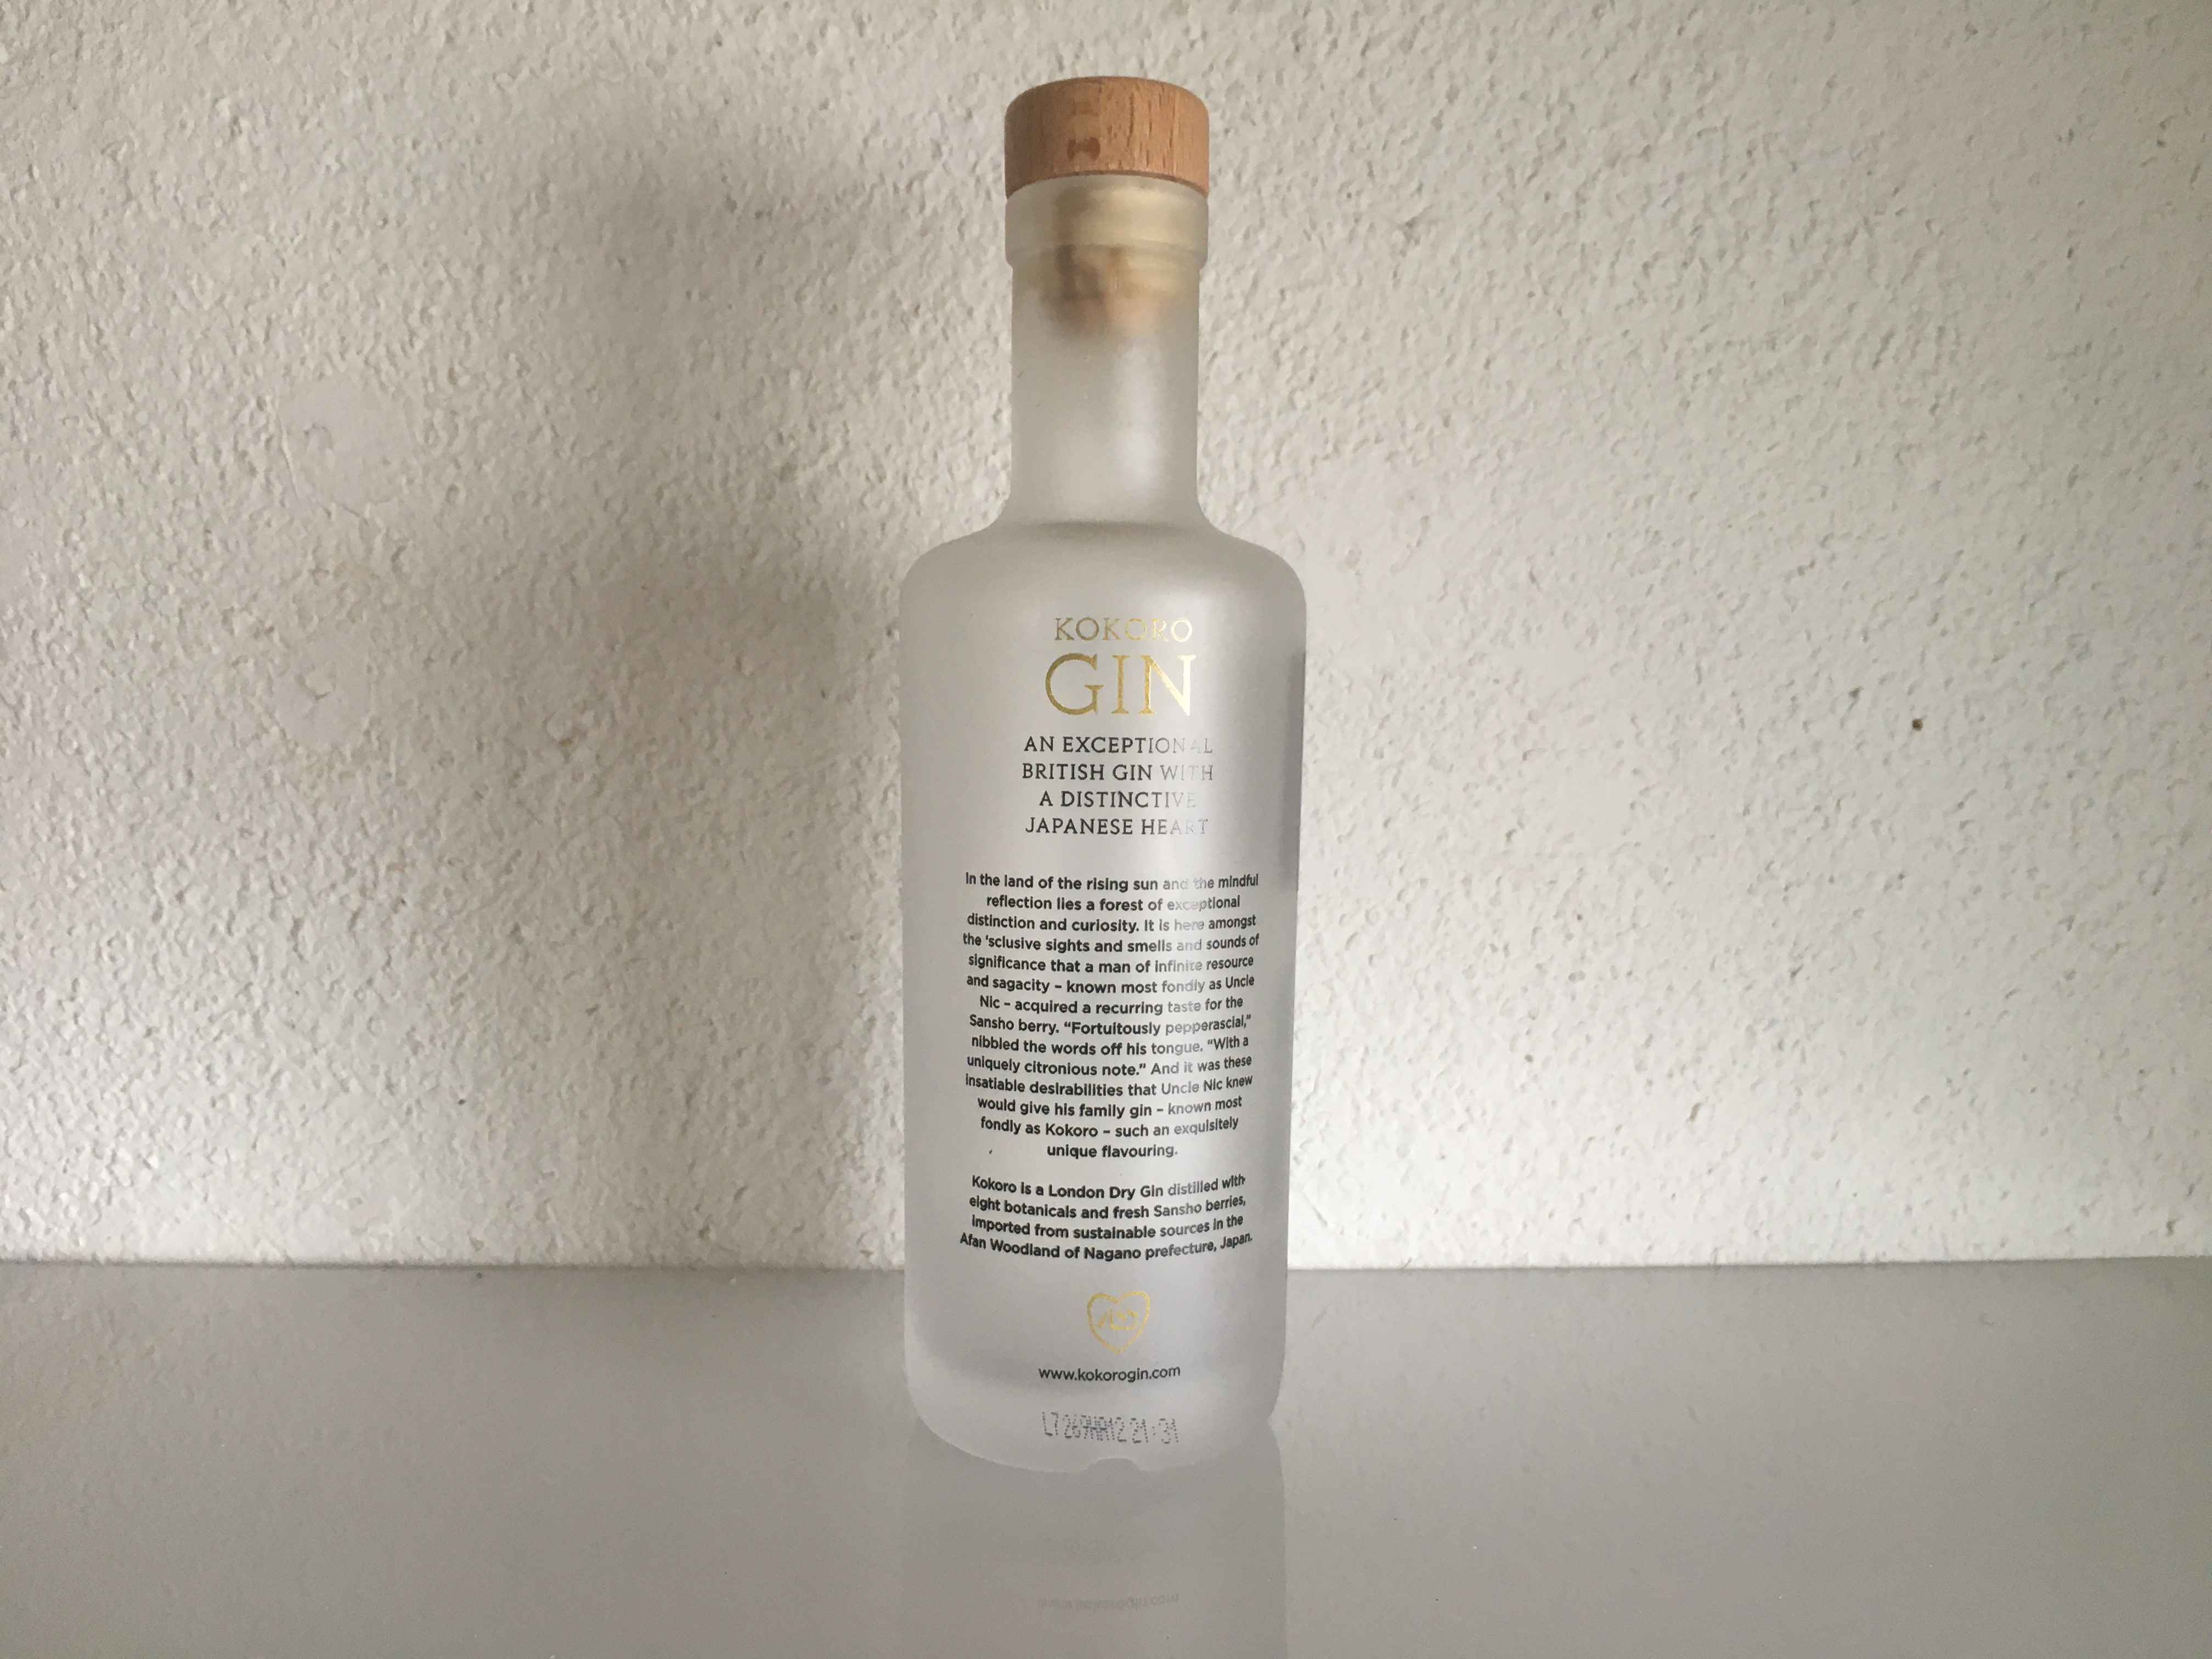 KOKORO
GIN
AN EXCEPTIONAL
BRITISH GIN WITH
A DISTINCTIVE
JAPANESE HEART
In the land of the rising sun and the mindful
reflection lies a forest of exceptional
distinction and curiosity. It is here amongst
the 'sclusive sights and smells and sounds of
significance that a man of infinite resource
and sagacity – known most fondly as Uncle
Nic – acquired a recurring taste for the
Sansho berry. “Fortuitously pepperascial,”
nibbled the words off his tongue. “With a
uniquely citronious note.” And it was these
insatiable desirabilities that Uncle Nic knew
would give his family gin – known most
fondly as Kokoro – such an exquisitely
unique flavouring.
Kokoro is a London Dry Gin distilled with
eight botanicals and fresh Sansho berries,
imported from sustainable sources in the
Afan Woodland of Nagano prefecture, Japan.
www.kokorogin.com
21:31